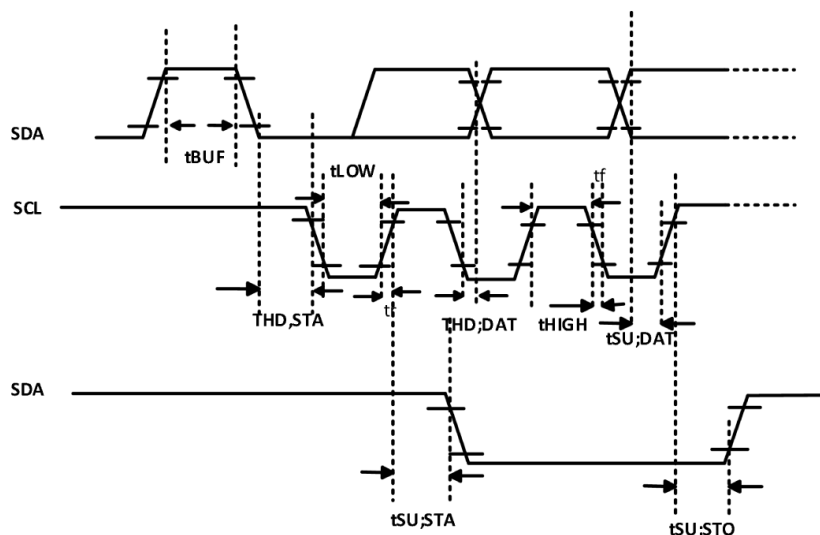 SDA
tBUF
tLOW
tf
SCL
THD,STA
tr
THD;DAT
tHIGH
tSU;DAT
SDA
tSU;STA
tSU;STO